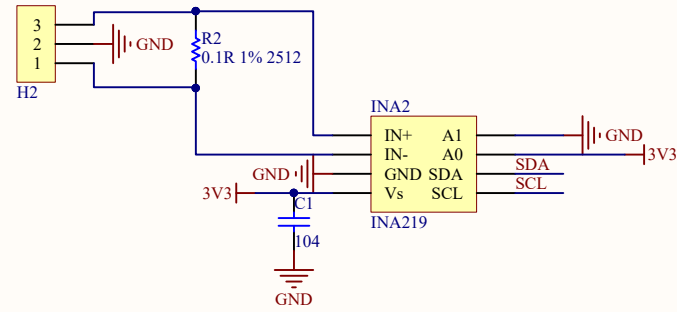 3
2
1
H2
GND
R2
0.1R 1% 2512
INA2
IN+
IN-
GND
Vs
A1
A0
SDA
SCL
INA219
GND
3V3
SDA
SCL
GND
3V3
C1
104
GND